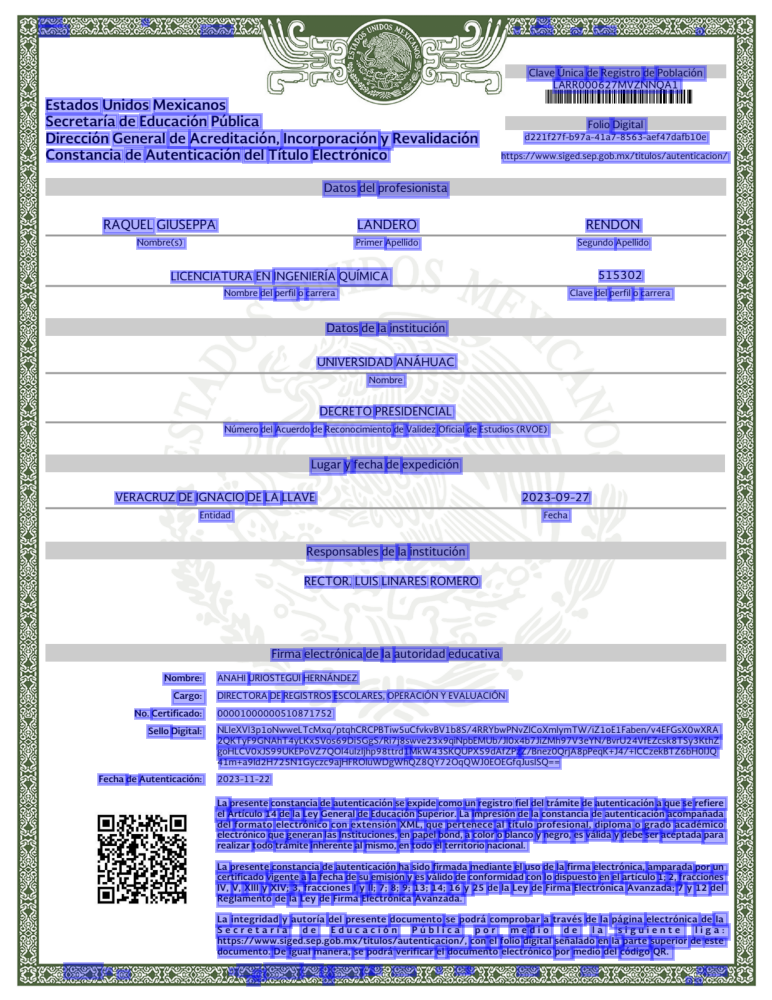 ESTADOS UNIDOS MEXICANOS
Clave Única de Registro de Población
LARR000627MVZNNQA1
Estados Unidos Mexicanos
Secretaría de Educación Pública
Dirección General de Acreditación, Incorporación y Revalidación
Constancia de Autenticación del Título Electrónico
Folio Digital
d221f27f-b97a-41a7-8563-aef47dafb10e
https://www.siged.sep.gob.mx/titulos/autenticacion/
Datos del profesionista
RAQUEL GIUSEPPA LANDERO RENDON
Nombre(s) Primer Apellido Segundo Apellido
LICENCIATURA EN INGENIERÍA QUÍMICA 515302
Nombre del perfil o carrera Clave del perfil o carrera
Datos de la institución
UNIVERSIDAD ANÁHUAC
Nombre
DECRETO PRESIDENCIAL
Número del Acuerdo de Reconocimiento de Validez Oficial de Estudios (RVOE)
Lugar y fecha de expedición
VERACRUZ DE IGNACIO DE LA LLAVE 2023-09-27
Entidad Fecha
Responsables de la institución
RECTOR. LUIS LINARES ROMERO
Firma electrónica de la autoridad educativa
Nombre: ANAHI URIOSTEGUI HERNÁNDEZ
Cargo: DIRECTORA DE REGISTROS ESCOLARES, OPERACIÓN Y EVALUACIÓN
No. Certificado: 00001000000510871752
Sello Digital:
Fecha de Autenticación: 2023-11-22
La presente constancia de autenticación se expide como un registro fiel del trámite de autenticación a que se refiere
el Artículo 14 de la Ley General de Educación Superior. La impresión de la constancia de autenticación acompañada
del formato electrónico con extensión XML, que pertenece al título profesional, diploma o grado académico
electrónico que generan las Instituciones, en papel bond, a color o blanco y negro, es válida y debe ser aceptada para
realizar todo trámite inherente al mismo, en todo el territorio nacional.
La presente constancia de autenticación ha sido firmada mediante el uso de la firma electrónica, amparada por un
certificado vigente a la fecha de su emisión y es válido de conformidad con lo dispuesto en el artículo 1; 2, fracciones
IV, V, XIII y XIV; 3, fracciones I y II; 7; 8; 9; 13; 14; 16 y 25 de la Ley de Firma Electrónica Avanzada; 7 y 12 del
Reglamento de la Ley de Firma Electrónica Avanzada.
La integridad y autoría del presente documento se podrá comprobar a través de la página electrónica de la
Secretaría de Educación Pública por medio de la siguiente liga:
https://www.siged.sep.gob.mx/titulos/autenticacion/, con el folio digital señalado en la parte superior de este
documento. De igual manera, se podrá verificar el documento electrónico por medio del código QR.